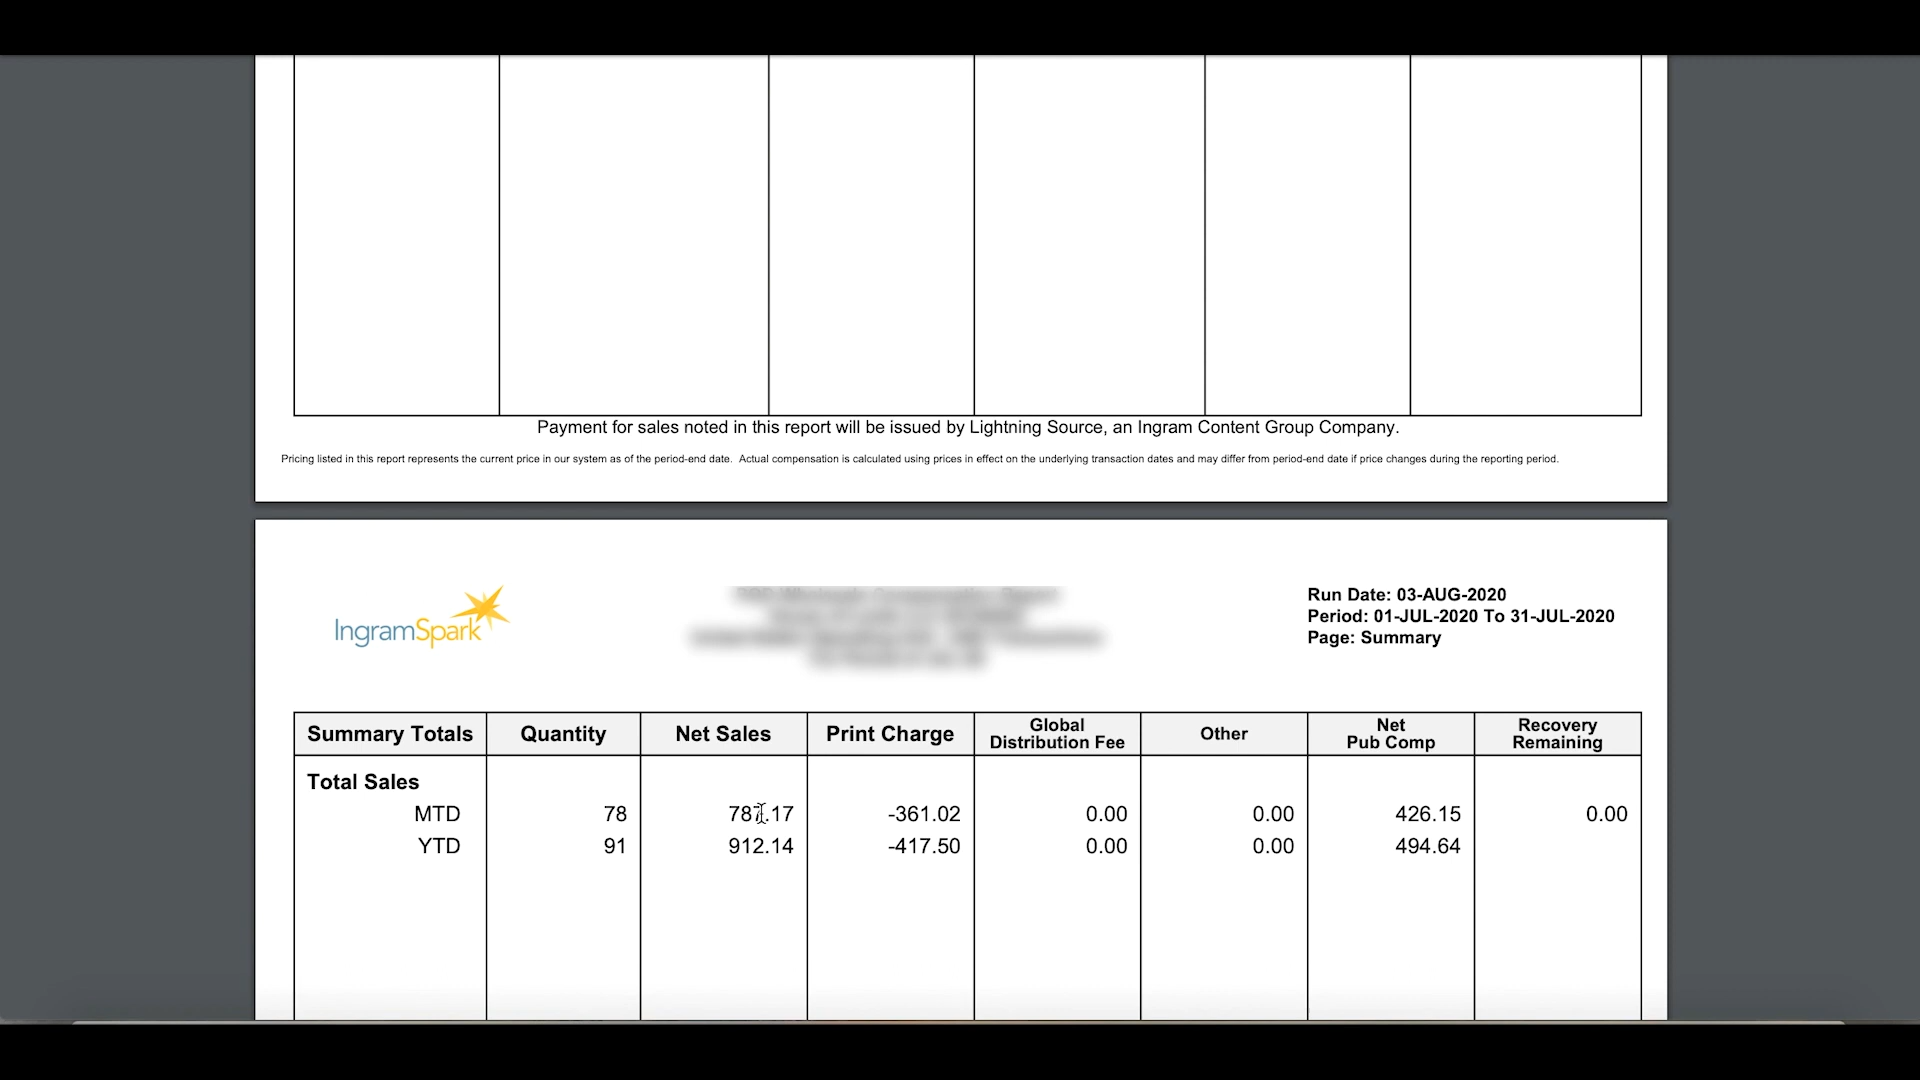 Payment for sales noted in this report will be issued by Lightning Source, an Ingram Content Group Company.
Pricing listed in this report represents the current price in our system as of the period-end date. Actual compensation is calculated using prices in effect on the underlying transaction dates and may differ from period-end date if price changes during the reporting period.
IngramSpark
Run Date: 03-AUG-2020
Period: 01-JUL-2020 To 31-JUL-2020
Page: Summary
Summary Totals Quantity Net Sales Print Charge Global Distribution Fee Other Net Pub Comp Recovery Remaining
Total Sales
MTD 78 787.17 -361.02 0.00 0.00 426.15 0.00
YTD 91 912.14 -417.50 0.00 0.00 494.64